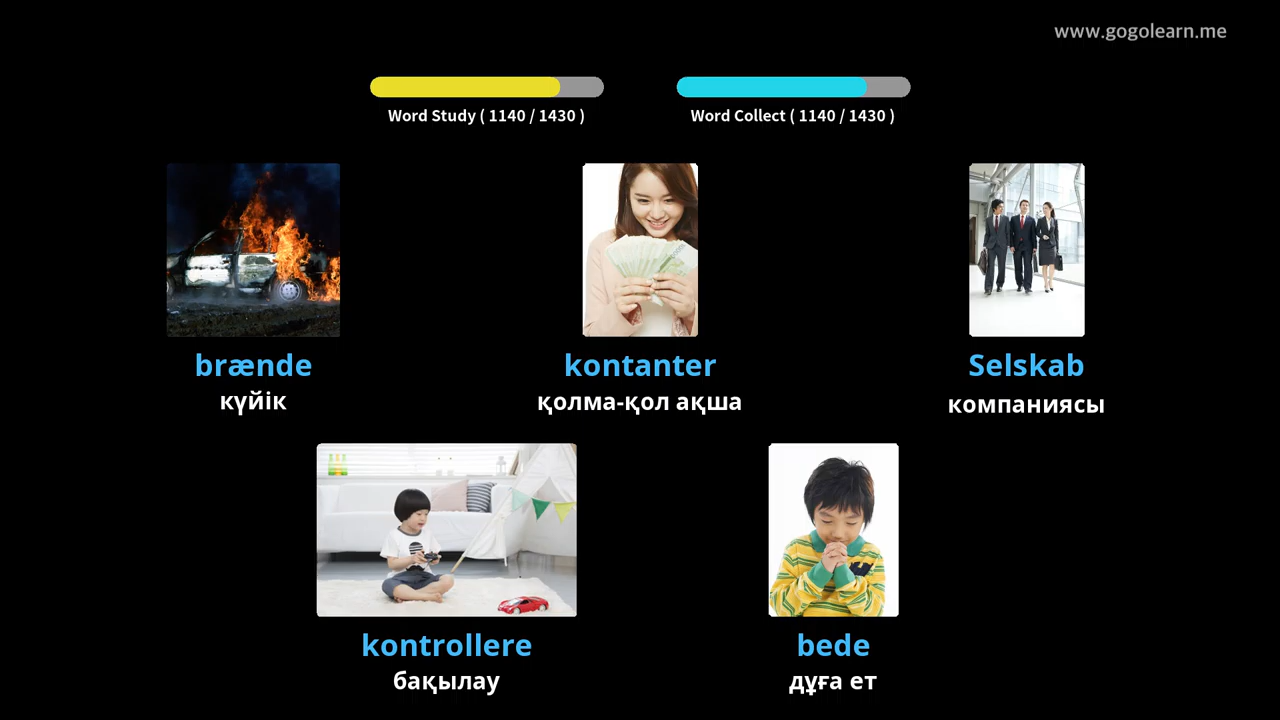 www.gogolearn.me
Word Study ( 1140 / 1430 )
Word Collect ( 1140 / 1430 )
brænde
күйік
kontanter
қолма-қол ақша
Selskab
компаниясы
kontrollere
бақылау
bede
дұға ет